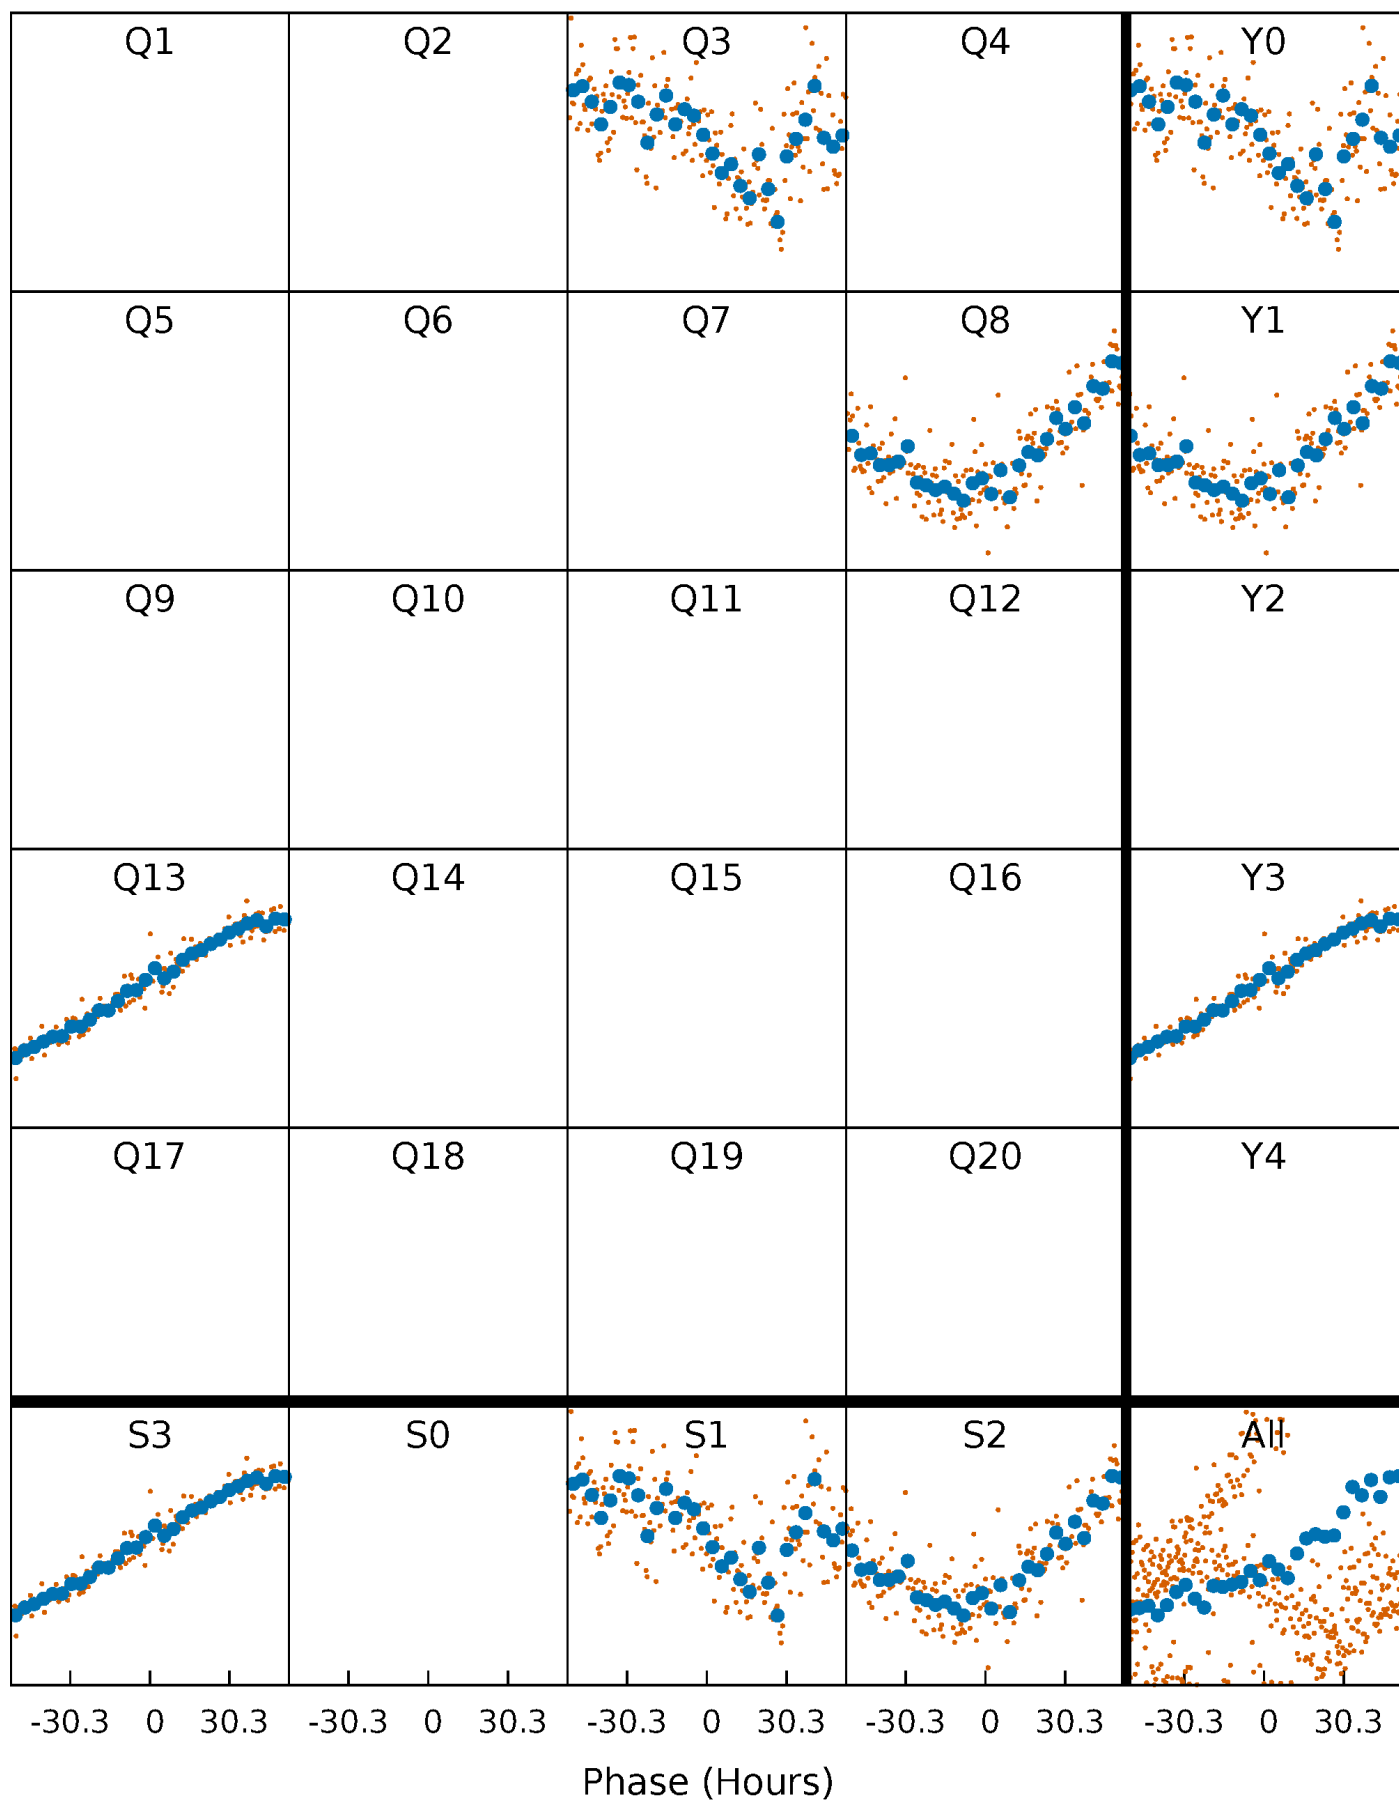 Q1 Q2 Q3 Q4 Y0
Q5 Q6 Q7 Q8 Y1
Q9 Q10 Q11 Q12 Y2
Q13 Q14 Q15 Q16 Y3
Q17 Q18 Q19 Q20 Y4
S3 S0 S1 S2 All
-30.3 0 30.3 -30.3 0 30.3 -30.3 0 30.3 -30.3 0 30.3 -30.3 0 30.3
Phase (Hours)